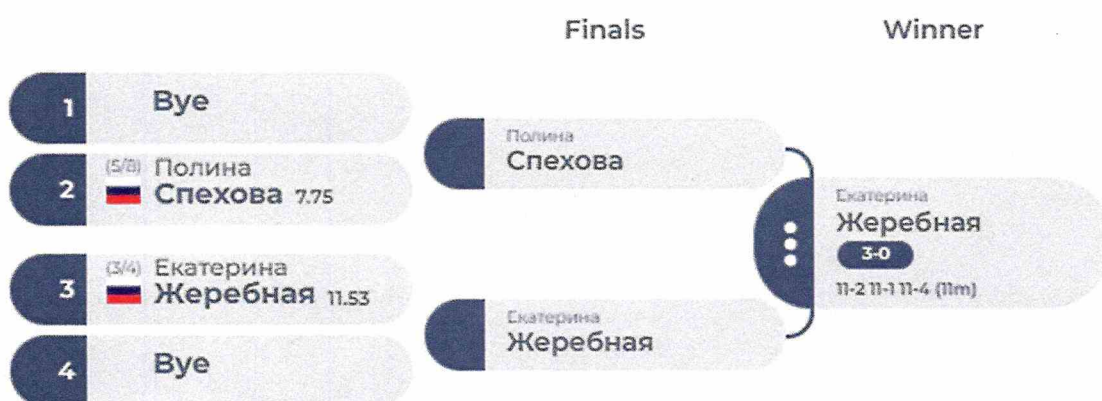 Finals
Winner
1
Bye
2
(5/8) Полина
Спехова 7.75
3
(3/4) Екатерина
Жеребная 11.53
4
Bye
Полина
Спехова
Екатерина
Жеребная
Екатерина
Жеребная
3-0
11-2 11-1 11-4 (11m)